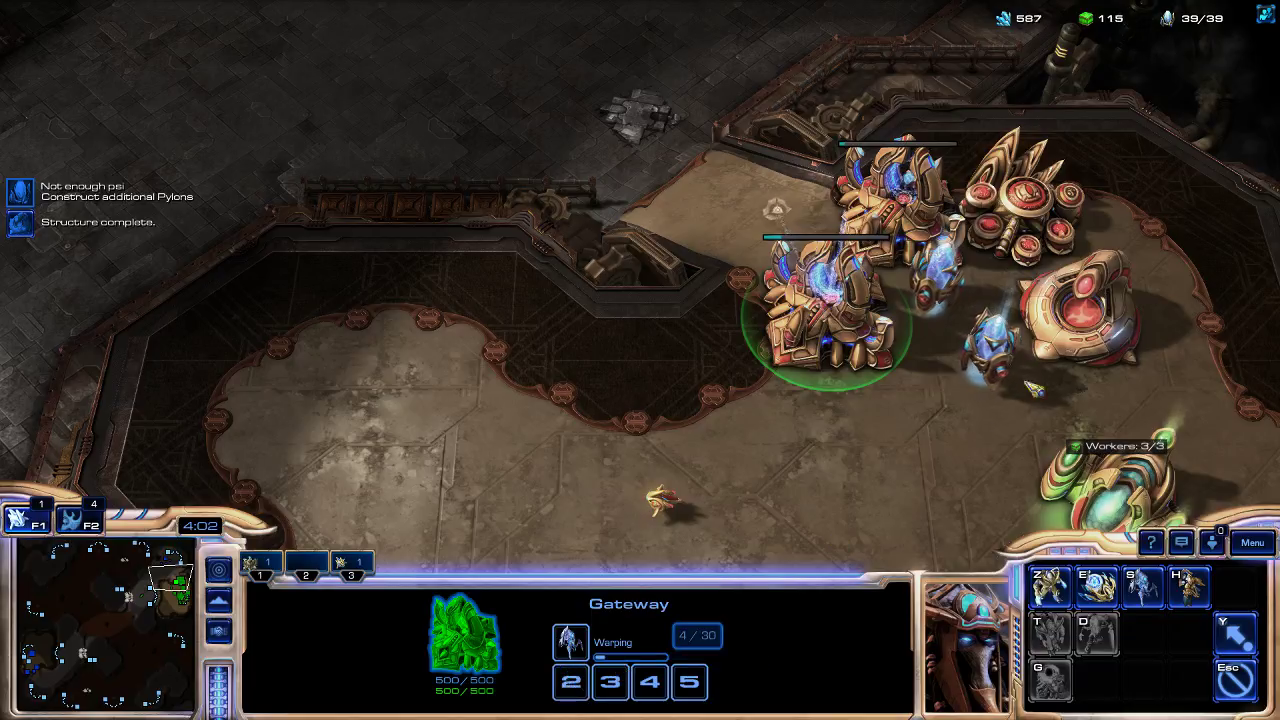 587 115 39/39
Not enough psi
Construct additional Pylons
Structure complete.
Workers: 3/3
1 4
F1 F2 4:02
0
? Menu
1 1
1 2 3
Gateway
Warping 4 / 30
500/500
500/500
2 3 4 5
Z E S H
T D Y
G Esc